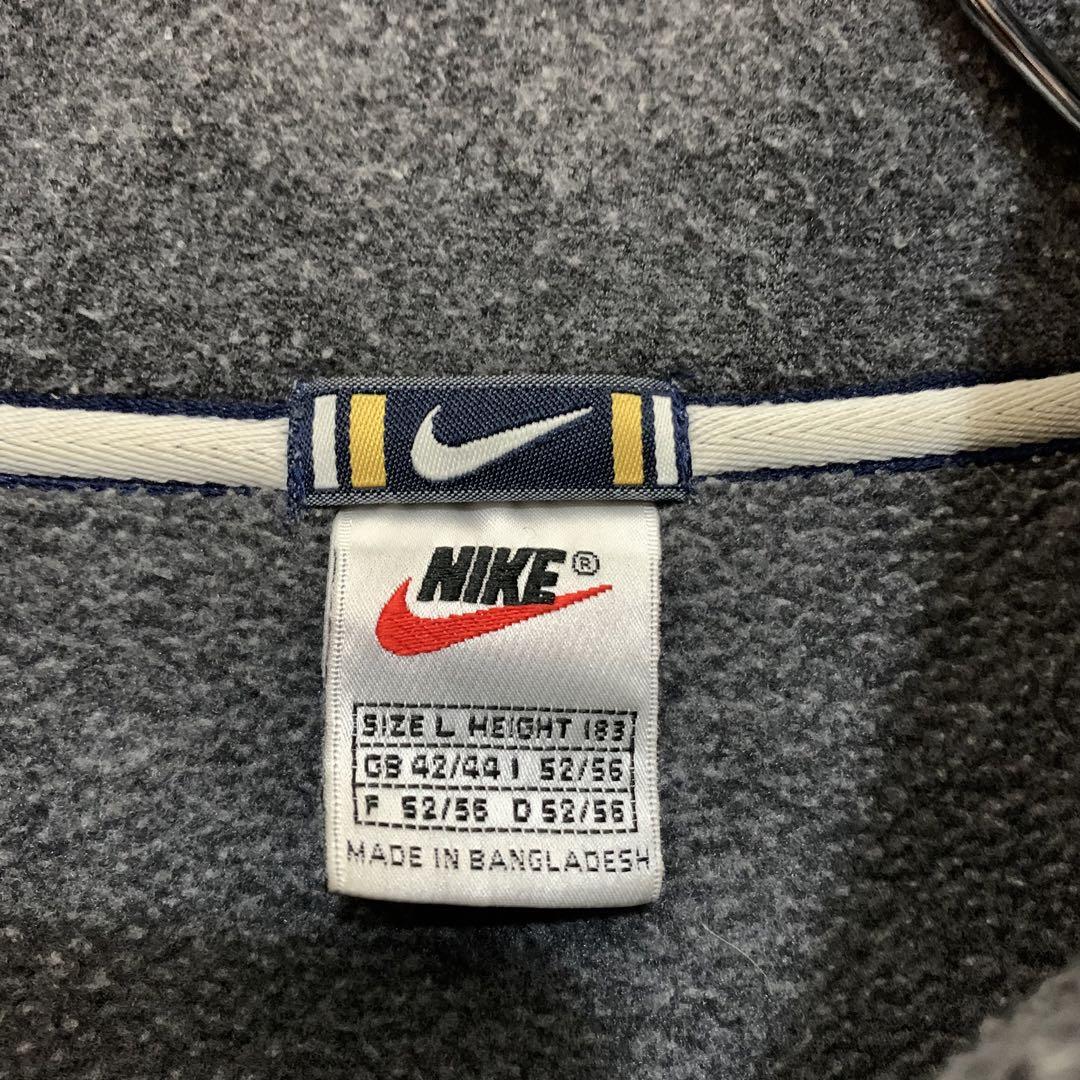 NIKE®
SIZE L HEIGHT 183
GB 42/44 I 52/56
F 52/56 D 52/56
MADE IN BANGLADESH